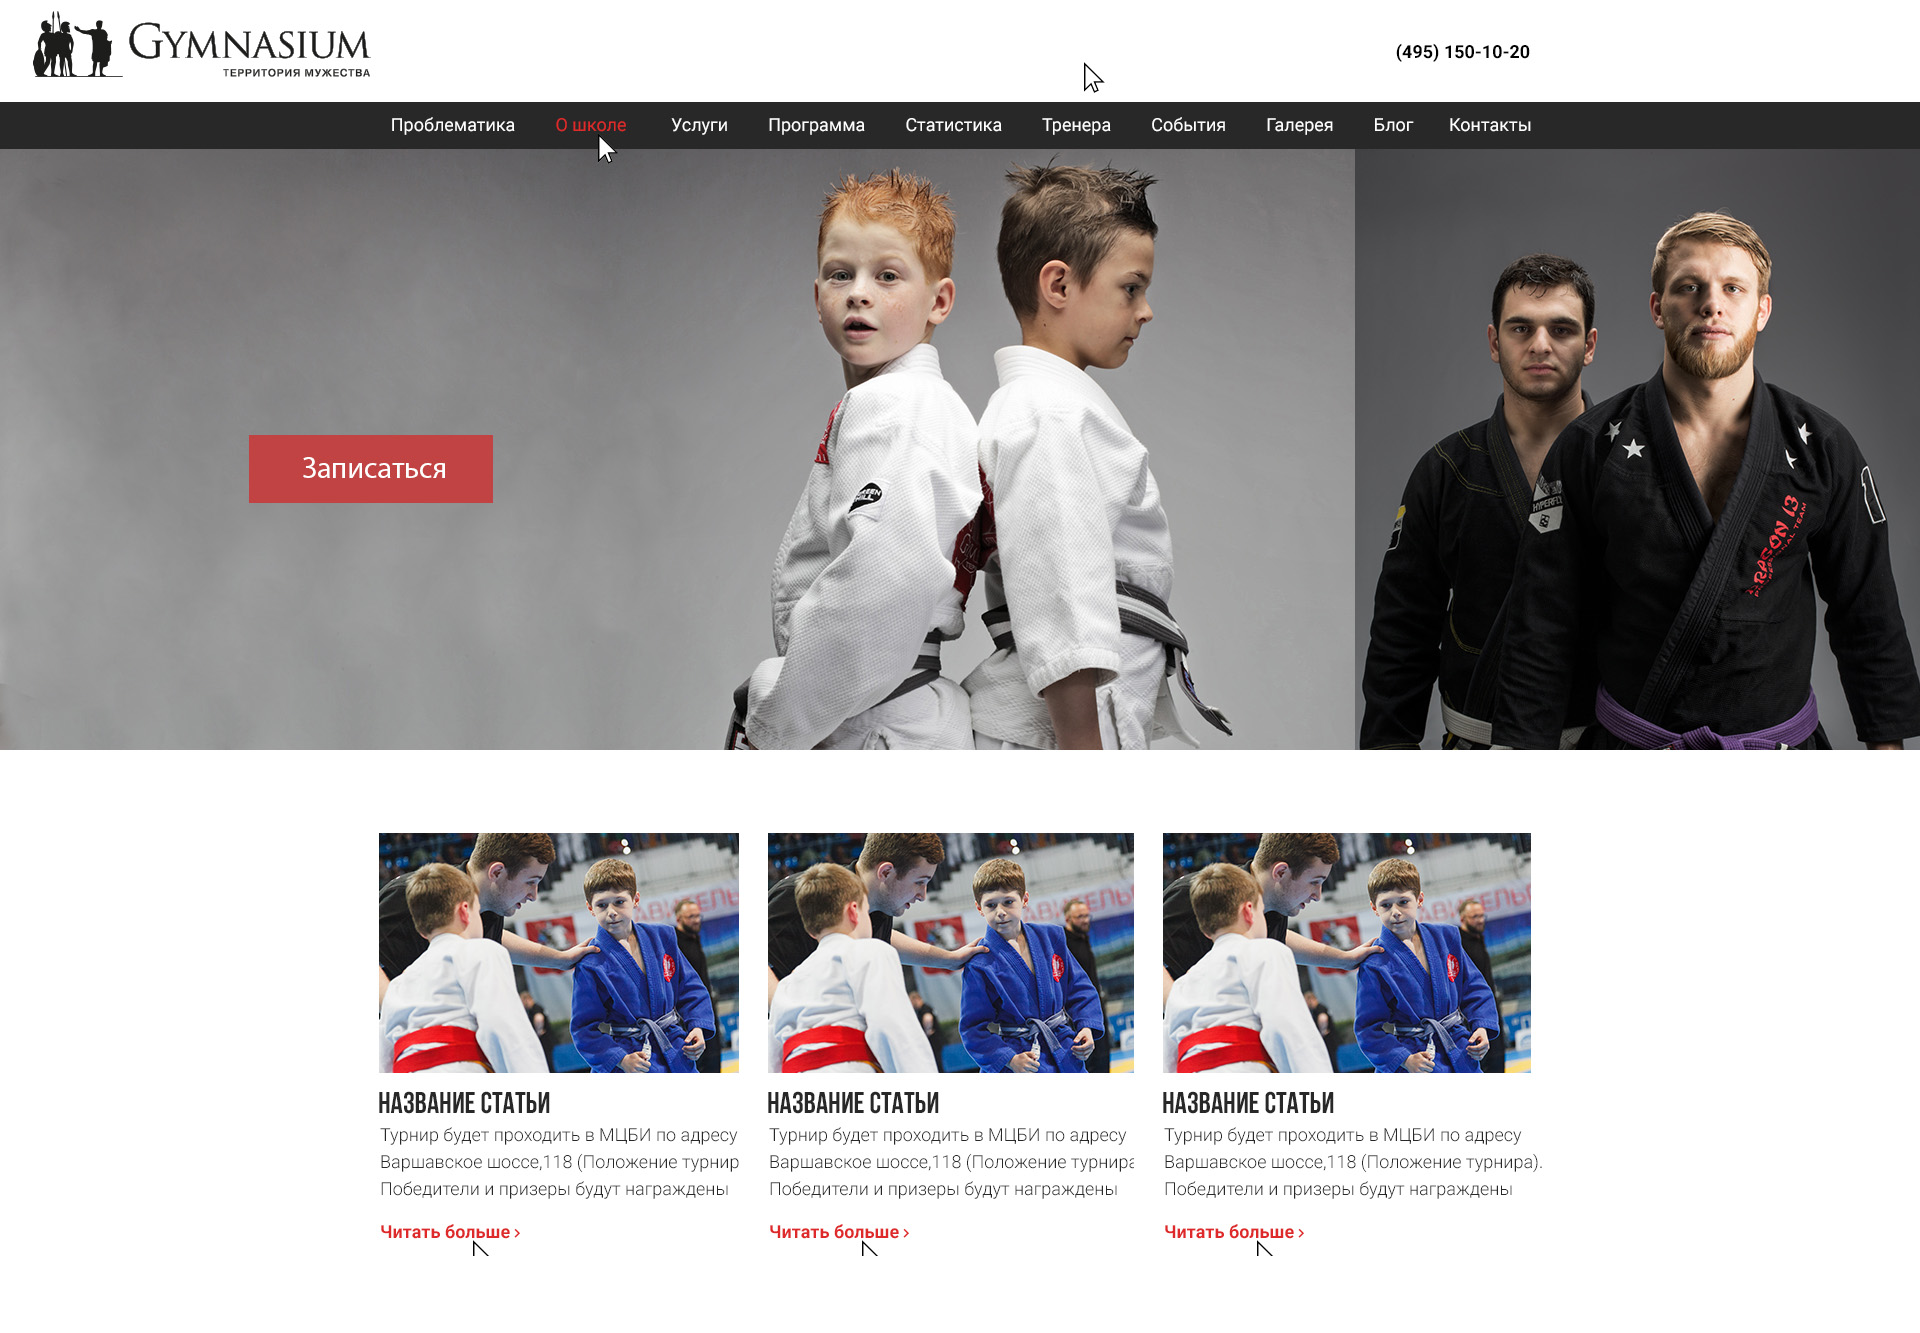 GYMNASIUM
ТЕРРИТОРИЯ МУЖЕСТВА
(495) 150-10-20
Проблематика О школе Услуги Программа Статистика Тренера События Галерея Блог Контакты
Записаться
GREEN HILL
HYPERFLY
НАЗВАНИЕ СТАТЬИ
Турнир будет проходить в МЦБИ по адресу
Варшавское шоссе,118 (Положение турнир
Победители и призеры будут награждены
Читать больше ›
НАЗВАНИЕ СТАТЬИ
Турнир будет проходить в МЦБИ по адресу
Варшавское шоссе,118 (Положение турнира
Победители и призеры будут награждены
Читать больше ›
НАЗВАНИЕ СТАТЬИ
Турнир будет проходить в МЦБИ по адресу
Варшавское шоссе,118 (Положение турнира).
Победители и призеры будут награждены
Читать больше ›